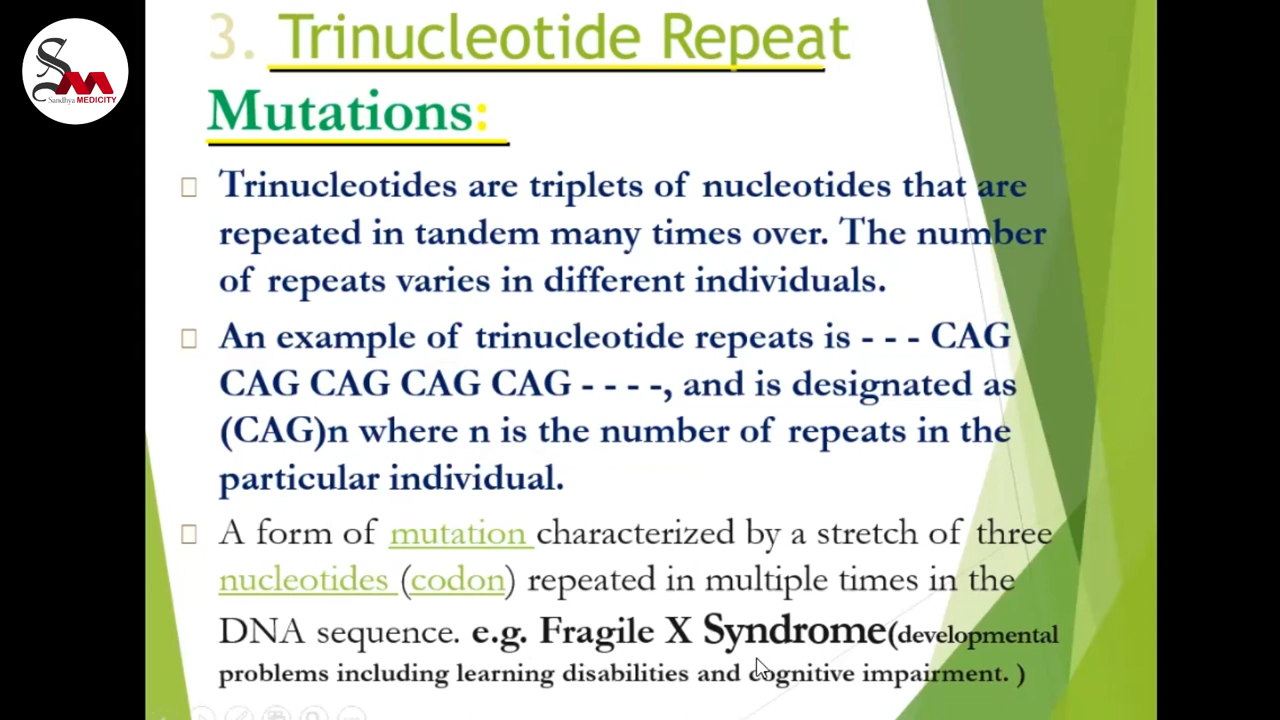 SM
Sandhya MEDICITY
3. Trinucleotide Repeat
Mutations:
Trinucleotides are triplets of nucleotides that are
repeated in tandem many times over. The number
of repeats varies in different individuals.
An example of trinucleotide repeats is - - - CAG
CAG CAG CAG CAG - - - -, and is designated as
(CAG)n where n is the number of repeats in the
particular individual.
A form of mutation characterized by a stretch of three
nucleotides (codon) repeated in multiple times in the
DNA sequence. e.g. Fragile X Syndrome(developmental
problems including learning disabilities and cognitive impairment. )